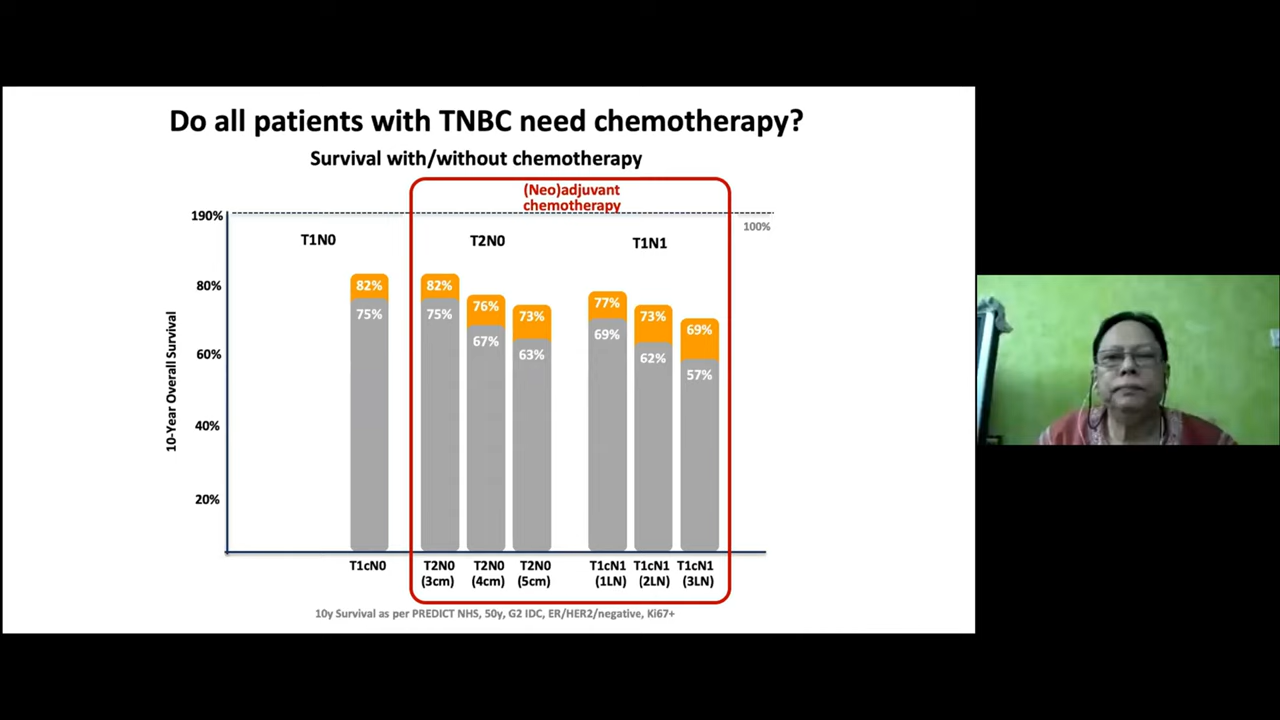 Do all patients with TNBC need chemotherapy?
Survival with/without chemotherapy
(Neo)adjuvant
chemotherapy
190%
100%
T1N0
T2N0
T1N1
80%
60%
40%
20%
10-Year Overall Survival
82%
75%
82%
75%
76%
67%
73%
63%
77%
69%
73%
62%
69%
57%
T1cN0
T2N0
(3cm)
T2N0
(4cm)
T2N0
(5cm)
T1cN1
(1LN)
T1cN1
(2LN)
T1cN1
(3LN)
10y Survival as per PREDICT NHS, 50y, G2 IDC, ER/HER2/negative, Ki67+